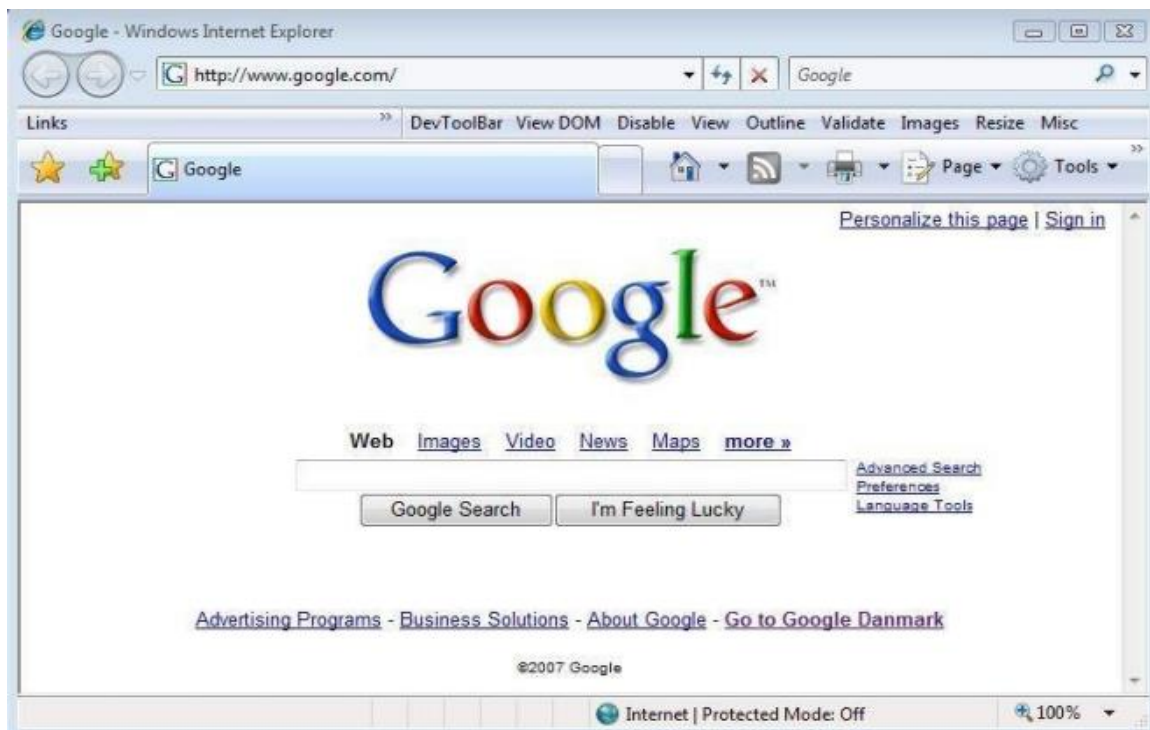 Google - Windows Internet Explorer
http://www.google.com/ Google
Links » DevToolBar View DOM Disable View Outline Validate Images Resize Misc
Google Page Tools »
Personalize this page | Sign in
Google™
Web Images Video News Maps more »
Advanced Search
Preferences
Language Tools
Google Search I'm Feeling Lucky
Advertising Programs - Business Solutions - About Google - Go to Google Danmark
©2007 Google
Internet | Protected Mode: Off 100%